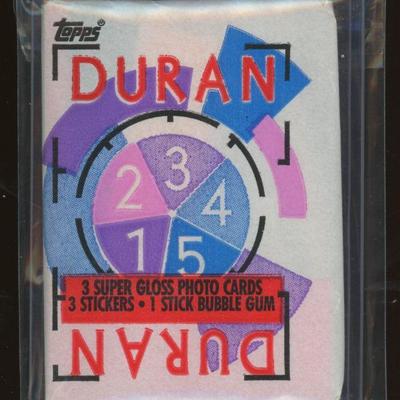 Topps®
DURAN
2 3 4
1 5
3 SUPER GLOSS PHOTO CARDS
3 STICKERS • 1 STICK BUBBLE GUM
DURAN